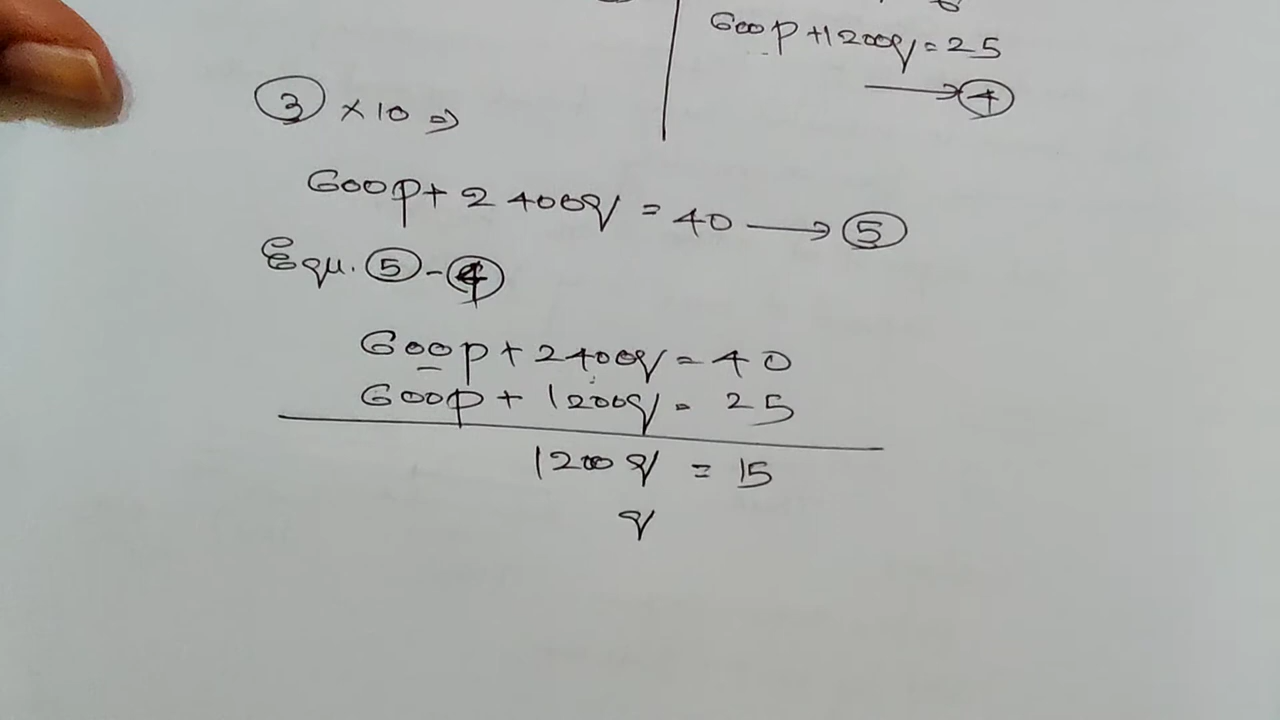 600p+1200q=25
→ ④
③ × 10 ⇒
600p+2400q = 40 → ⑤
Equ. ⑤ - ④
600p + 2400q = 40
600p + 1200q = 25
1200q = 15
q